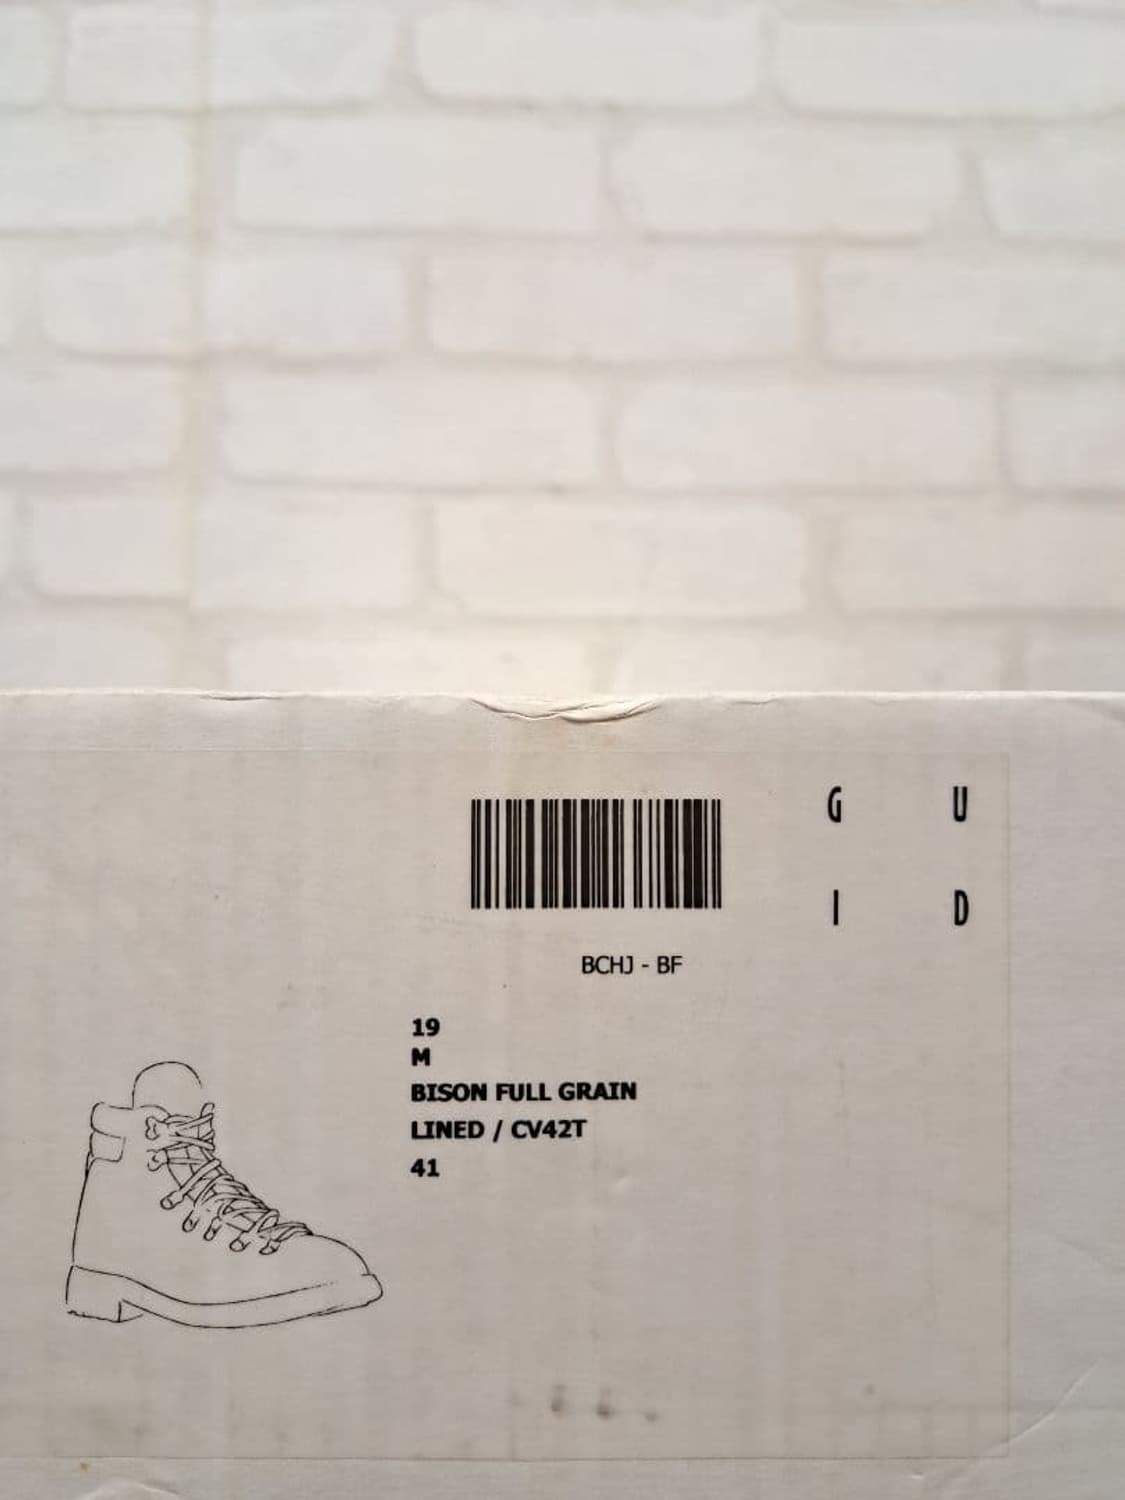 G U
I D
BCHJ - BF
19
M
BISON FULL GRAIN
LINED / CV42T
41